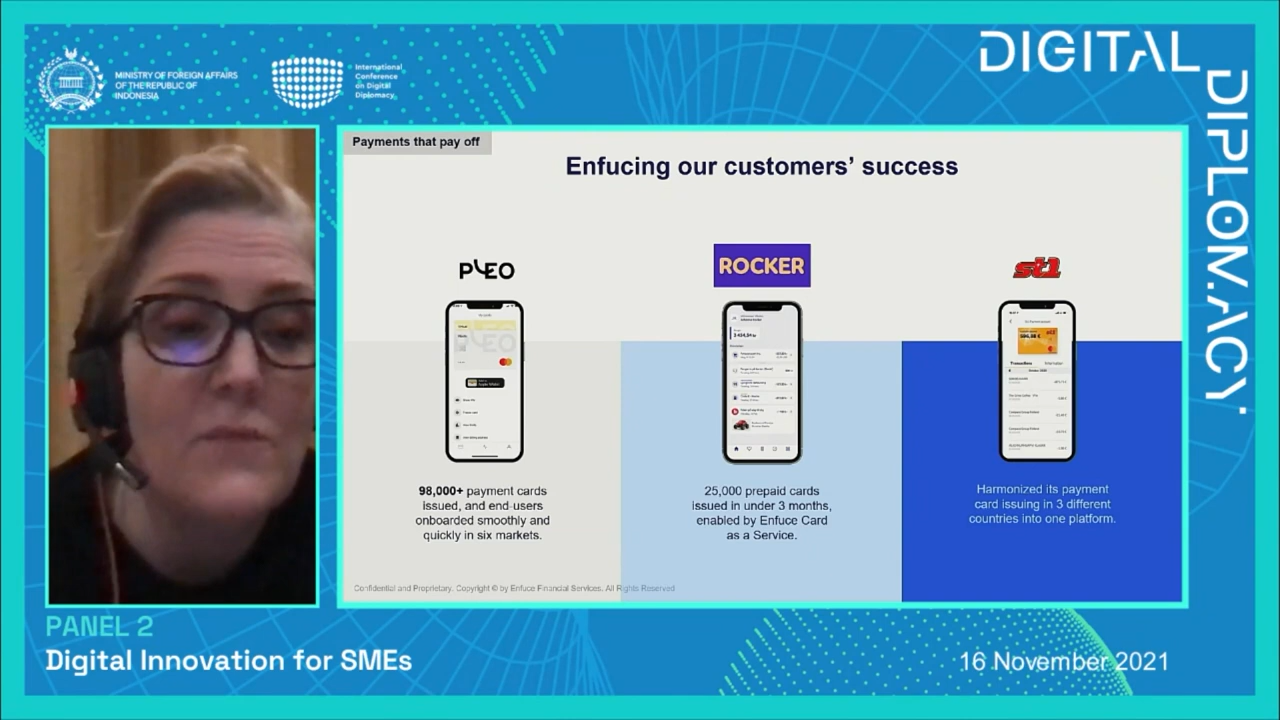 DIGITAL
DIPLOMACY.
MINISTRY OF FOREIGN AFFAIRS
OF THE REPUBLIC OF
INDONESIA
International
Conference
on Digital
Diplomacy
Payments that pay off
Enfucing our customers' success
PLEO
ROCKER
st1
98,000+ payment cards
issued, and end-users
onboarded smoothly and
quickly in six markets.
25,000 prepaid cards
issued in under 3 months,
enabled by Enfuce Card
as a Service.
Transactions
Harmonized its payment
card issuing in 3 different
countries into one platform.
Confidential and Proprietary. Copyright © by Enfuce Financial Services. All Rights Reserved
PANEL 2
Digital Innovation for SMEs
16 November 2021